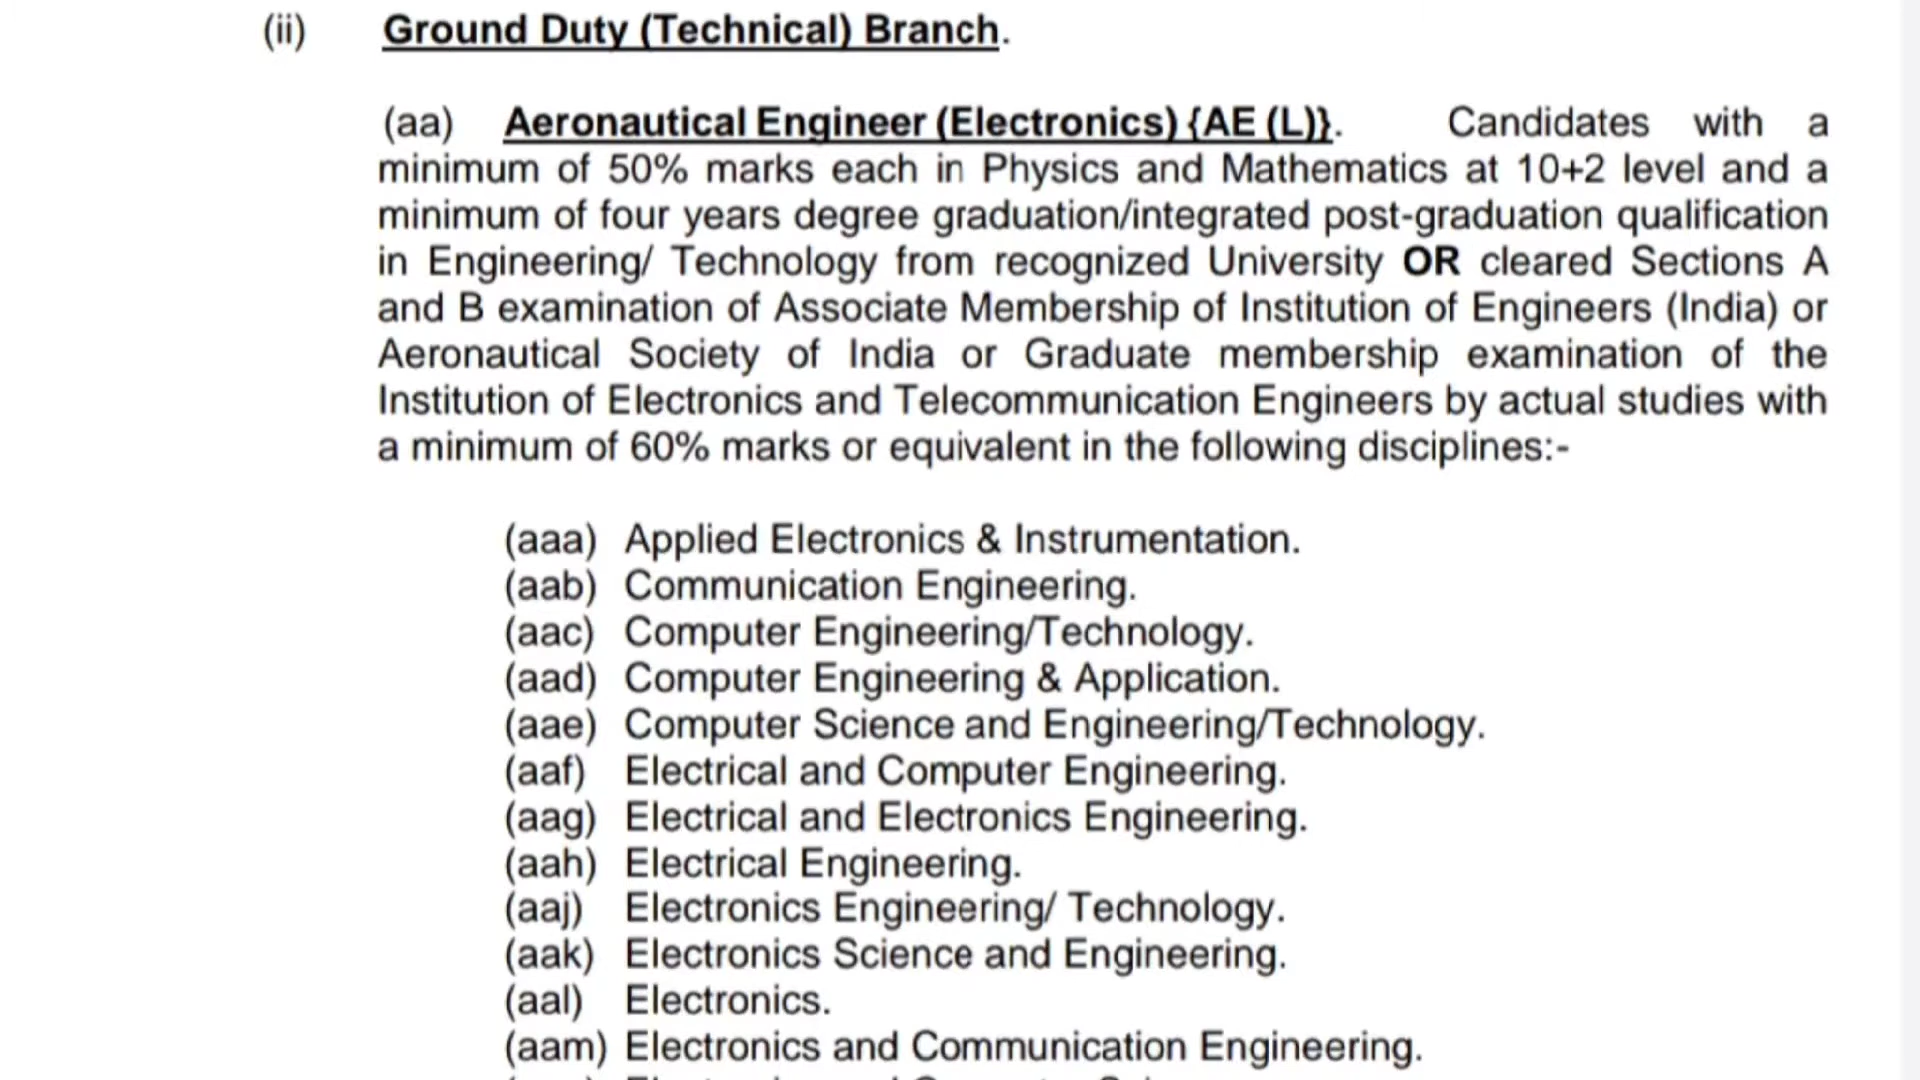 (ii) Ground Duty (Technical) Branch.
(aa) Aeronautical Engineer (Electronics) {AE (L)}. Candidates with a
minimum of 50% marks each in Physics and Mathematics at 10+2 level and a
minimum of four years degree graduation/integrated post-graduation qualification
in Engineering/ Technology from recognized University OR cleared Sections A
and B examination of Associate Membership of Institution of Engineers (India) or
Aeronautical Society of India or Graduate membership examination of the
Institution of Electronics and Telecommunication Engineers by actual studies with
a minimum of 60% marks or equivalent in the following disciplines:-
(aaa) Applied Electronics & Instrumentation.
(aab) Communication Engineering.
(aac) Computer Engineering/Technology.
(aad) Computer Engineering & Application.
(aae) Computer Science and Engineering/Technology.
(aaf) Electrical and Computer Engineering.
(aag) Electrical and Electronics Engineering.
(aah) Electrical Engineering.
(aaj) Electronics Engineering/ Technology.
(aak) Electronics Science and Engineering.
(aal) Electronics.
(aam) Electronics and Communication Engineering.